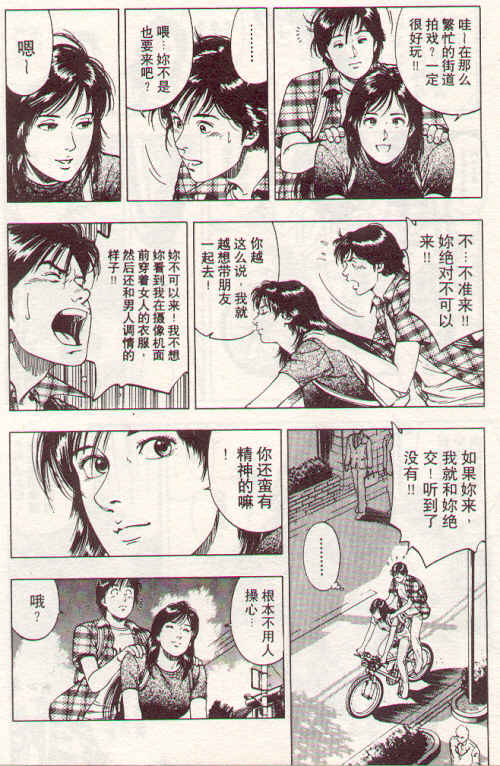 哇～在那么
繁忙的街道
拍戏？一定
很好玩!!
…………
喂…妳不是
也要来吧？
嗯～
不…不准来!!
妳绝对不可以
来!!
你越
这么说，我就
越想带朋友
一起去！
妳不可以来！我不想
妳看到我在摄像机面
前穿着女人的衣服，
然后还和男人调情的
样子!!
如果妳来，
我就和妳绝
交！听到了
没有!!
…………
你还蛮有
精神的嘛
！
根本不用人
操心…
哦？